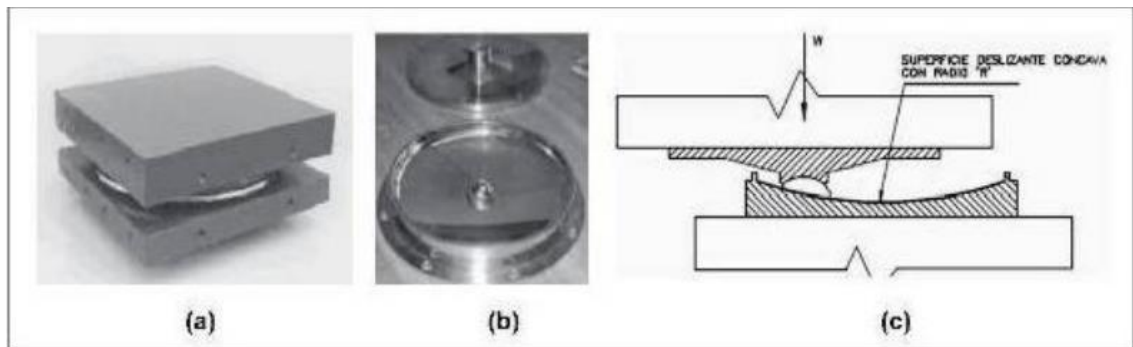 W
SUPERFICIE DESLIZANTE CONCAVA
CON RADIO "R"
(a)
(b)
(c)